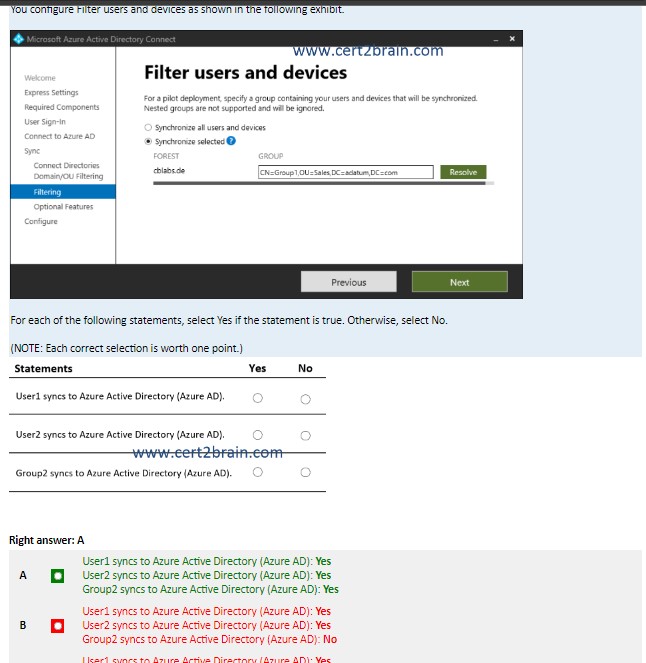 You configure Filter users and devices as shown in the following exhibit.
Microsoft Azure Active Directory Connect
www.cert2brain.com
Welcome
Express Settings
Required Components
User Sign-In
Connect to Azure AD
Sync
Connect Directories
Domain/OU Filtering
Filtering
Optional Features
Configure
Filter users and devices
For a pilot deployment, specify a group containing your users and devices that will be synchronized.
Nested groups are not supported and will be ignored.
Synchronize all users and devices
Synchronize selected ?
FOREST GROUP
cblabs.de CN=Group1,OU=Sales,DC=adatum,DC=com Resolve
Previous Next
For each of the following statements, select Yes if the statement is true. Otherwise, select No.
(NOTE: Each correct selection is worth one point.)
Statements Yes No
User1 syncs to Azure Active Directory (Azure AD).
User2 syncs to Azure Active Directory (Azure AD).
www.cert2brain.com
Group2 syncs to Azure Active Directory (Azure AD).
Right answer: A
A
User1 syncs to Azure Active Directory (Azure AD): Yes
User2 syncs to Azure Active Directory (Azure AD): Yes
Group2 syncs to Azure Active Directory (Azure AD): Yes
B
User1 syncs to Azure Active Directory (Azure AD): Yes
User2 syncs to Azure Active Directory (Azure AD): Yes
Group2 syncs to Azure Active Directory (Azure AD): No
User1 syncs to Azure Active Directory (Azure AD): Yes